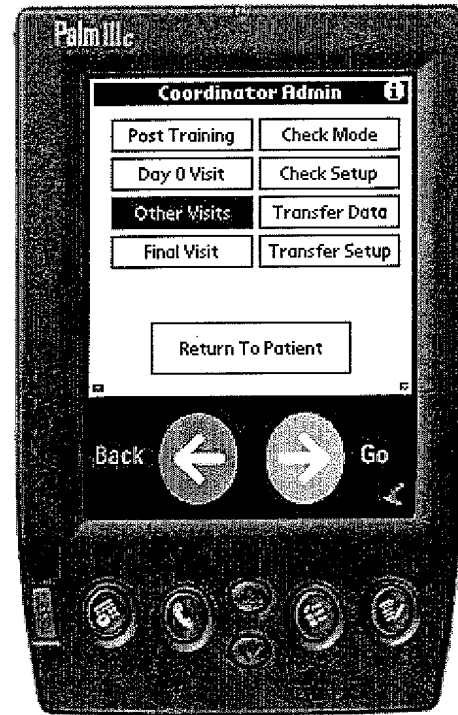 Palm IIIc
Coordinator Admin i
Post Training Check Mode
Day 0 Visit Check Setup
Other Visits Transfer Data
Final Visit Transfer Setup
Return To Patient
Back Go